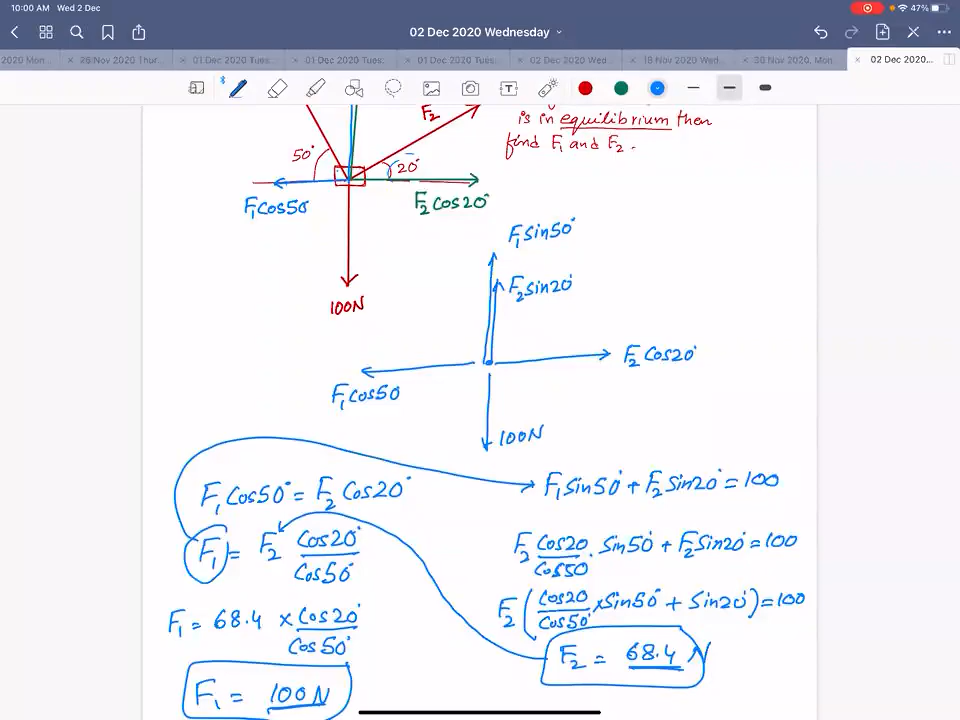 10:00 AM Wed 2 Dec
47%
02 Dec 2020 Wednesday
2020 Mon...
26 Nov 2020 Thur...
01 Dec 2020 Tues...
01 Dec 2020 Tues...
01 Dec 2020 Tues...
02 Dec 2020 Wed...
18 Nov 2020 Wed...
30 Nov 2020, Mon...
02 Dec 2020...
T
F₂
is in equilibrium then
find F₁ and F₂.
50°
20°
F₁Cos50
F₂Cos20°
100N
F₁Sin50°
F₂Sin20°
F₂Cos20°
F₁Cos50
100N
F₁Cos50° = F₂Cos20°
F₁Sin50° + F₂Sin20° = 100
F₁ = F₂ Cos20° / Cos50°
F₂ Cos20 / Cos50 . Sin50° + F₂Sin20° = 100
F₂ (Cos20 / Cos50° × Sin50° + Sin20°) = 100
F₁ = 68.4 × Cos20° / Cos50°
F₂ = 68.4 N
F₁ = 100N